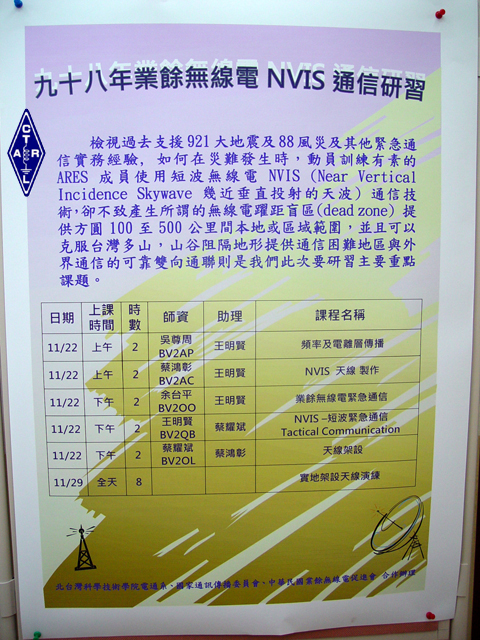 九十八年業餘無線電 NVIS 通信研習
CTARL
檢視過去支援921大地震及88風災及其他緊急通
信實務經驗, 如何在災難發生時,動員訓練有素的
ARES 成員使用短波無線電 NVIS (Near Vertical
Incidence Skywave 幾近垂直投射的天波) 通信技
術,卻不致產生所謂的無線電躍距盲區(dead zone) 提
供方圓 100 至 500 公里間本地或區域範圍,並且可以
克服台灣多山,山谷阻隔地形提供通信困難地區與外
界通信的可靠雙向通聯則是我們此次要研習主要重點
課題。
日期 上課時間 時數 師資 助理 課程名稱
11/22 上午 2 吳尊周 BV2AP 王明賢 頻率及電離層傳播
11/22 上午 2 蔡鴻彰 BV2AC 王明賢 NVIS 天線 製作
11/22 下午 2 余台平 BV2OO 王明賢 業餘無線電緊急通信
11/22 下午 2 王明賢 BV2QB 蔡耀斌 NVIS –短波緊急通信 Tactical Communication
11/22 下午 2 蔡耀斌 BV2OL 蔡鴻彰 天線架設
11/29 全天 8 實地架設天線演練
北台灣科學技術學院電通系、國家通訊傳播委員會、中華民國業餘無線電促進會 合作辦理